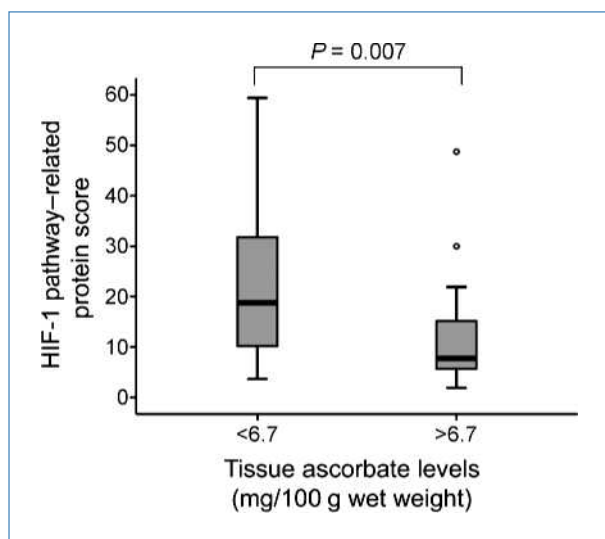 P = 0.007
60
50
40
30
20
10
0
HIF-1 pathway–related
protein score
<6.7
>6.7
Tissue ascorbate levels
(mg/100 g wet weight)